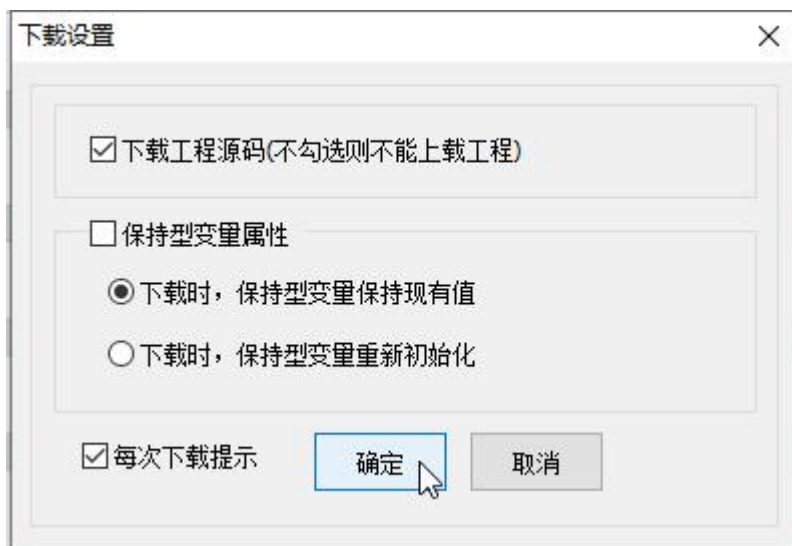 下载设置
下载工程源码(不勾选则不能上载工程)
保持型变量属性
下载时，保持型变量保持现有值
下载时，保持型变量重新初始化
每次下载提示
确定
取消